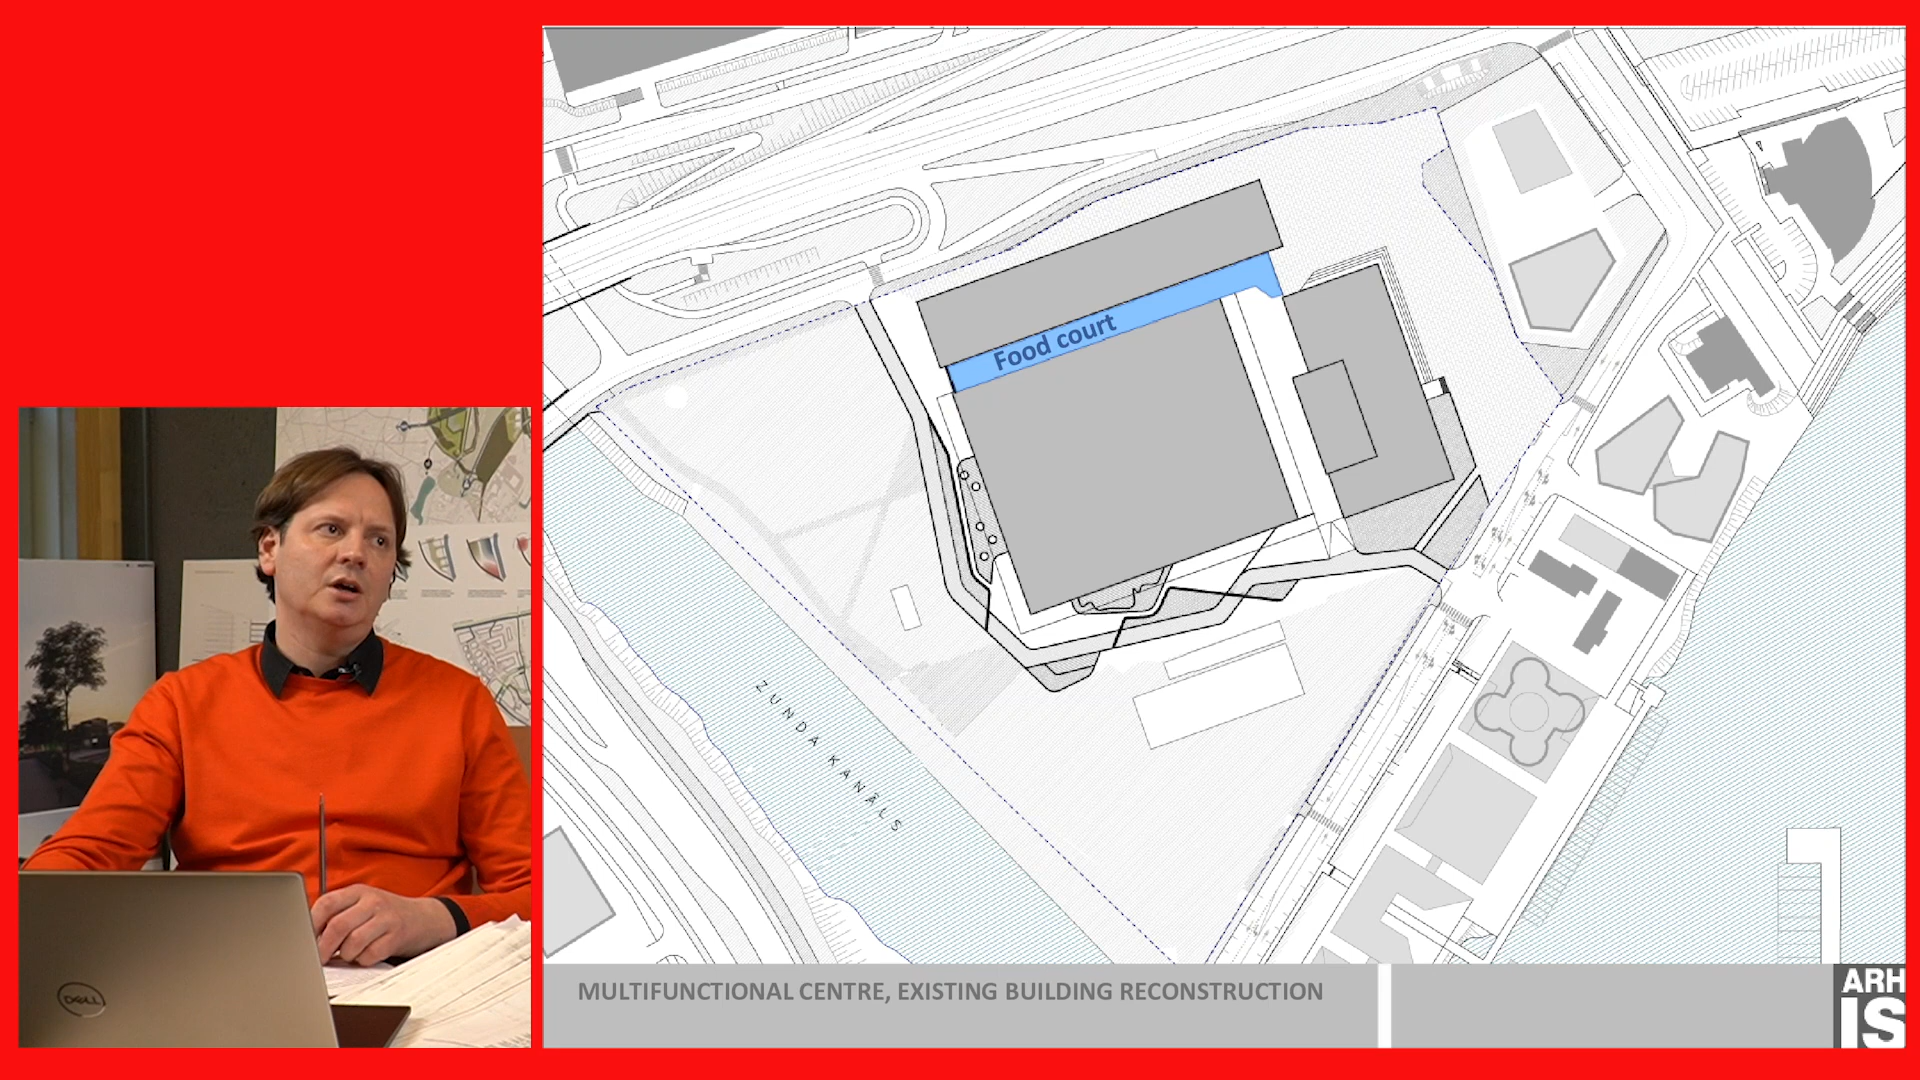 Food court
ZUNDA KANĀLS
MULTIFUNCTIONAL CENTRE, EXISTING BUILDING RECONSTRUCTION
ARH
IS
DELL